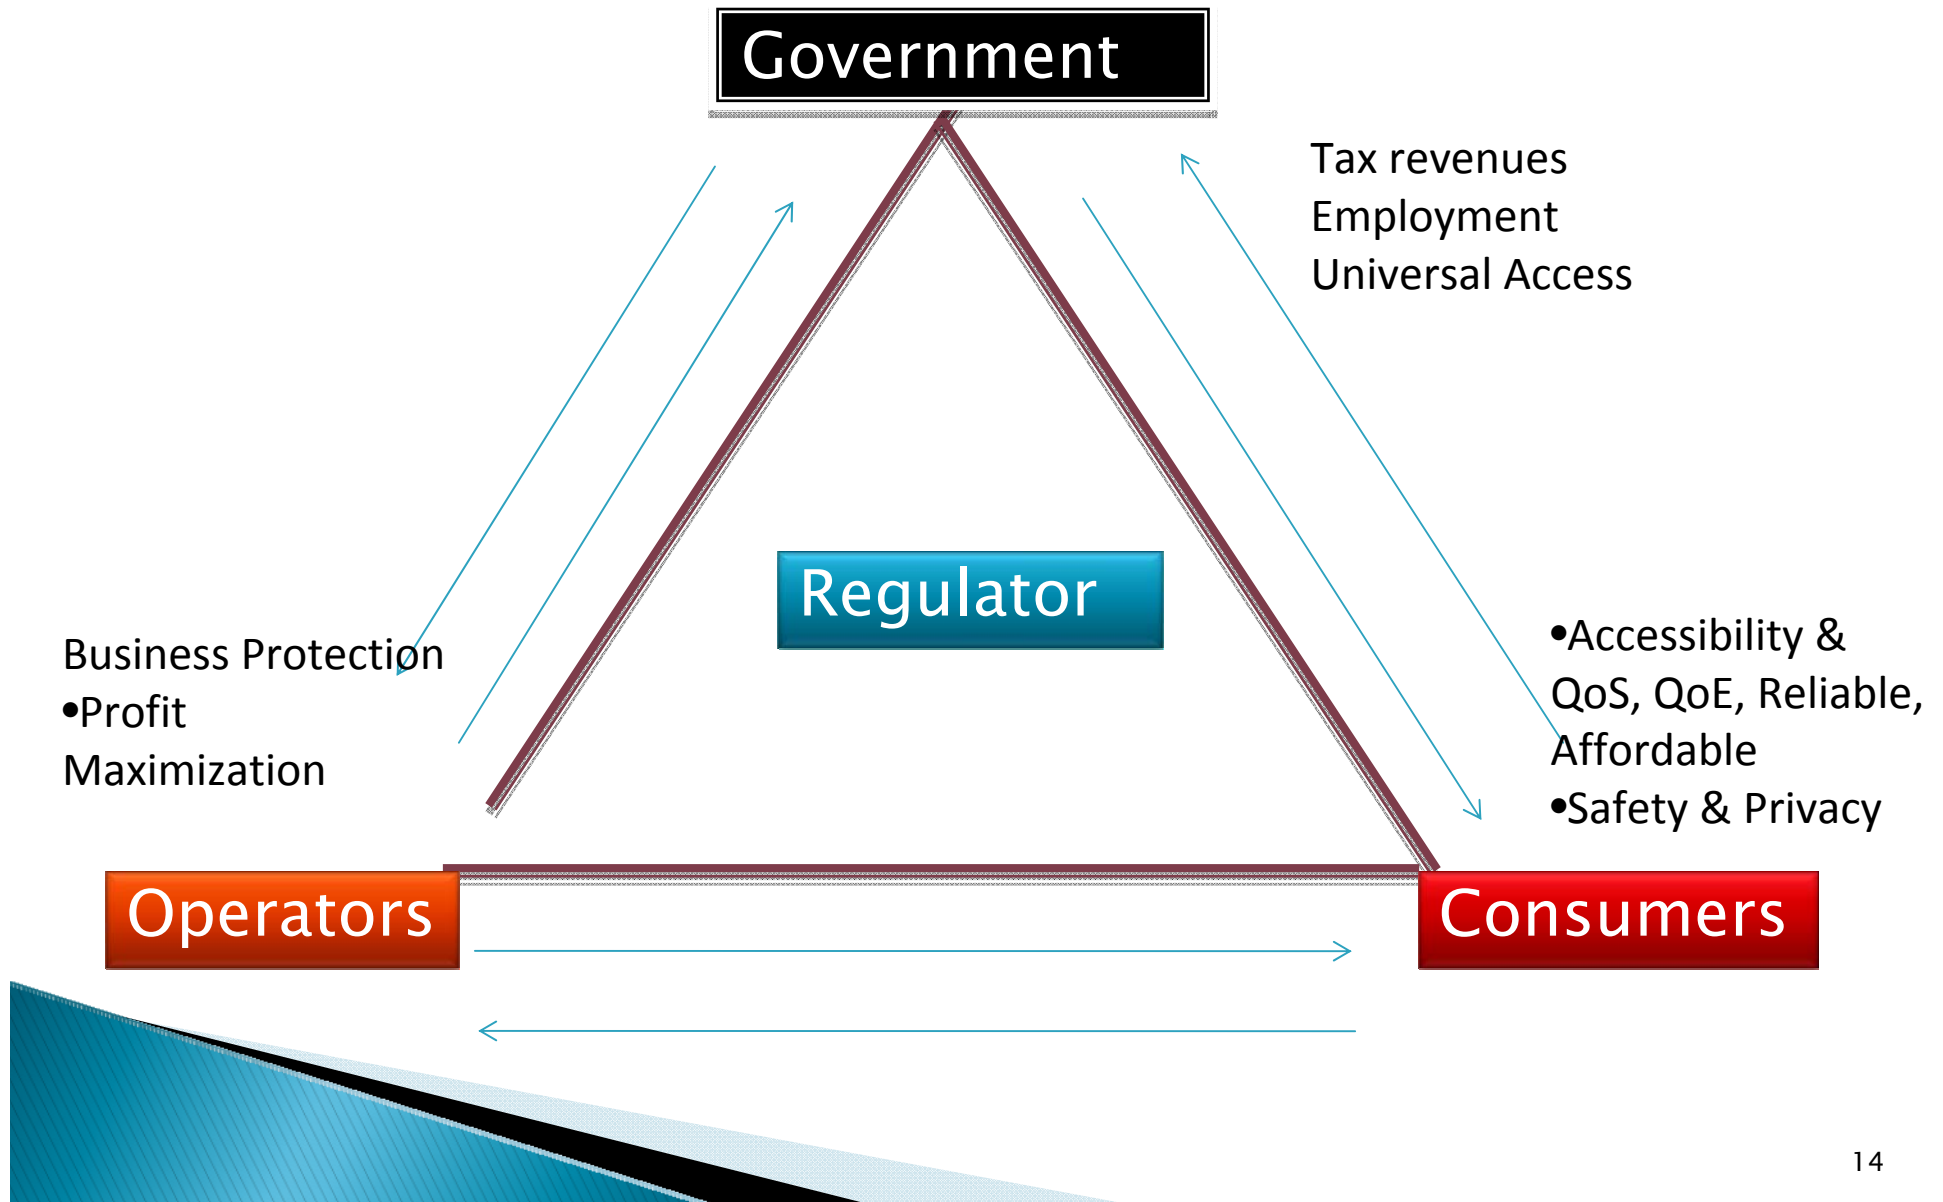 Government
Tax revenues
Employment
Universal Access
Regulator
Business Protection
•Profit
Maximization
•Accessibility &
QoS, QoE, Reliable,
Affordable
•Safety & Privacy
Operators
Consumers
14